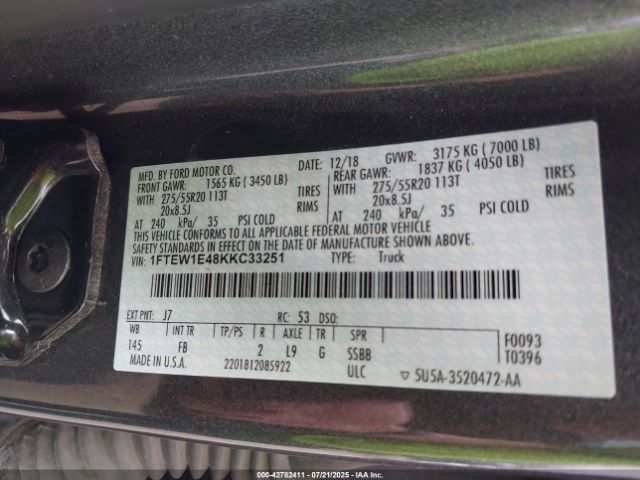 MFD. BY FORD MOTOR CO. DATE: 12/18 GVWR: 3175 KG ( 7000 LB)
FRONT GAWR: 1565 KG ( 3450 LB) REAR GAWR: 1837 KG ( 4050 LB)
WITH 275/55R20 113T TIRES WITH 275/55R20 113T TIRES
20x8.5J RIMS 20x8.5J RIMS
AT 240 kPa/ 35 PSI COLD AT 240 kPa/ 35 PSI COLD
THIS VEHICLE CONFORMS TO ALL APPLICABLE FEDERAL MOTOR VEHICLE
SAFETY STANDARDS IN EFFECT ON THE DATE OF MANUFACTURE SHOWN ABOVE.
VIN: 1FTEW1E48KKC33251 TYPE: Truck
EXT PNT: J7 RC: 53 DSO:
WB INT TR TP/PS R AXLE TR SPR F0093
145 FB 2 L9 G SSBB T0396
MADE IN U.S.A. 2201812085922 ULC ▽ 5U5A-3520472-AA
000-42782411 - 07/21/2025 - IAA, Inc.